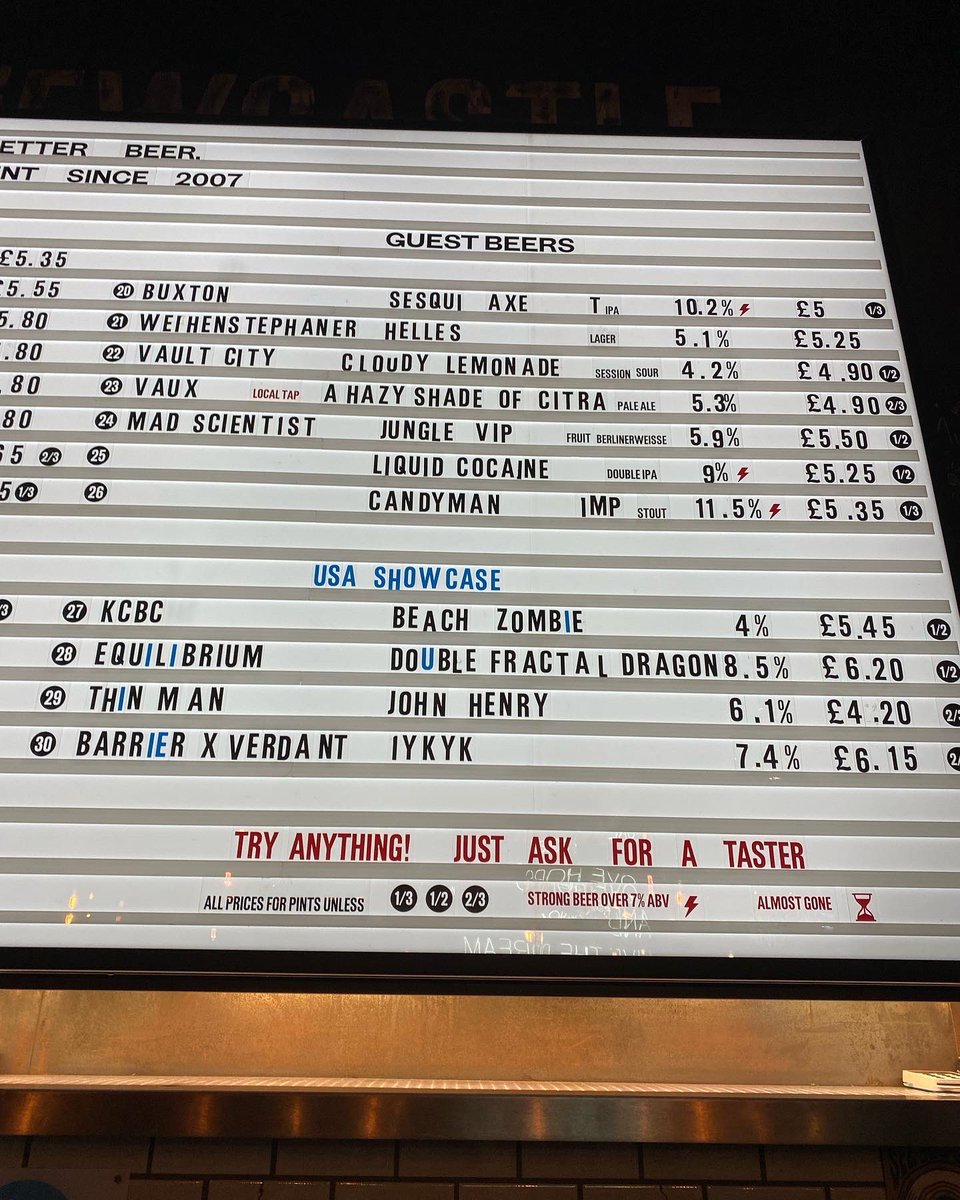 NEWCASTLE
ETTER BEER.
NT SINCE 2007
GUEST BEERS
£5.35
£5.55 20 BUXTON SESQUI AXE T IPA 10.2% £5 1/3
5.80 21 WEIHENSTEPHANER HELLES LAGER 5.1% £5.25
.80 22 VAULT CITY CLOUDY LEMONADE SESSION SOUR 4.2% £4.90 1/2
.80 23 VAUX LOCAL TAP A HAZY SHADE OF CITRA PALE ALE 5.3% £4.90 2/3
80 24 MAD SCIENTIST JUNGLE VIP FRUIT BERLINERWEISSE 5.9% £5.50 1/2
5 2/3 25 LIQUID COCAINE DOUBLE IPA 9% £5.25 1/2
5 1/3 26 CANDYMAN IMP STOUT 11.5% £5.35 1/3
USA SHOWCASE
/3 27 KCBC BEACH ZOMBIE 4% £5.45 1/2
28 EQUILIBRIUM DOUBLE FRACTAL DRAGON 8.5% £6.20 1/2
29 THIN MAN JOHN HENRY 6.1% £4.20 2/
30 BARRIER X VERDANT IYKYK 7.4% £6.15 2/
TRY ANYTHING! JUST ASK FOR A TASTER
ALL PRICES FOR PINTS UNLESS 1/3 1/2 2/3 STRONG BEER OVER 7% ABV ALMOST GONE